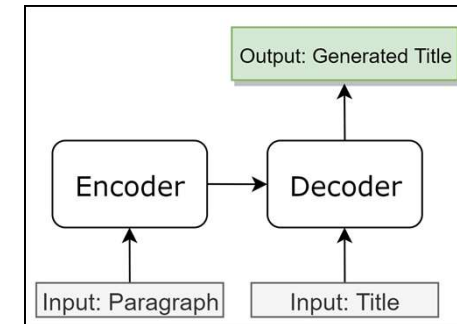 Output: Generated Title
Encoder
Decoder
Input: Paragraph
Input: Title